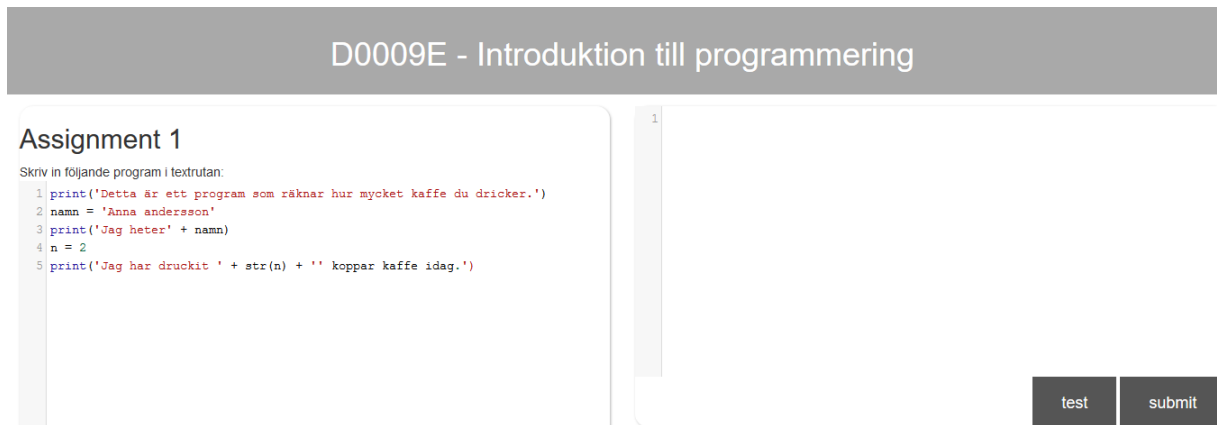 D0009E - Introduktion till programmering
Assignment 1
Skriv in följande program i textrutan:
1 print('Detta är ett program som räknar hur mycket kaffe du dricker.')
2 namn = 'Anna andersson'
3 print('Jag heter' + namn)
4 n = 2
5 print('Jag har druckit ' + str(n) + '' koppar kaffe idag.')
1
test
submit